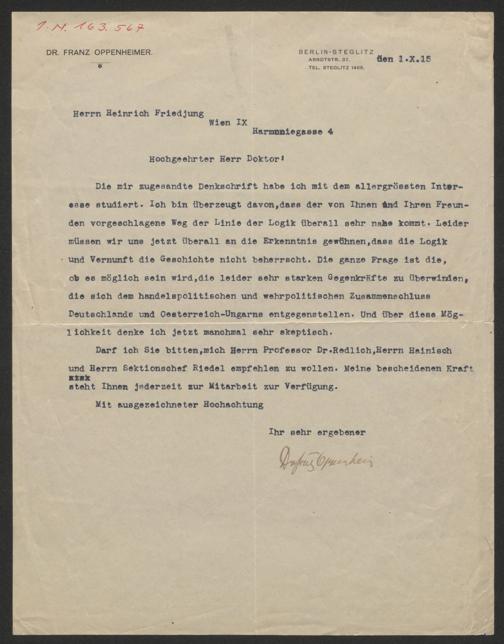 I.N. 163.567
DR. FRANZ OPPENHEIMER.
BERLIN-STEGLITZ
ARNDTSTR. 37.
TEL. STEGLITZ 1465.
den 1.X.15
Herrn Heinrich Friedjung
Wien IX
Harmoniegasse 4
Hochgeehrter Herr Doktor!
Die mir zugesandte Denkschrift habe ich mit dem allergrössten Inter-
esse studiert. Ich bin überzeugt davon,dass der von Ihnen und Ihren Freun-
den vorgeschlagene Weg der Linie der Logik überall sehr nahe kommt. Leider
müssen wir uns jetzt überall an die Erkenntnis gewöhnen,dass die Logik
und Vernunft die Geschichte nicht beherrscht. Die ganze Frage ist die,
ob es möglich sein wird,die leider sehr starken Gegenkräfte zu überwinden,
die sich dem handelspolitischen und wehrpolitischen Zusammenschluss
Deutschlands und Oesterreich-Ungarns entgegenstellen. Und über diese Mög-
lichkeit denke ich jetzt manchmal sehr skeptisch.
Darf ich Sie bitten,mich Herrn Professor Dr.Redlich,Herrn Hainisch
und Herrn Sektionschef Riedel empfehlen zu wollen. Meine bescheidenen Kraft
steht Ihnen jederzeit zur Mitarbeit zur Verfügung.
Mit ausgezeichneter Hochachtung
Ihr sehr ergebener
Dr Franz Oppenheim